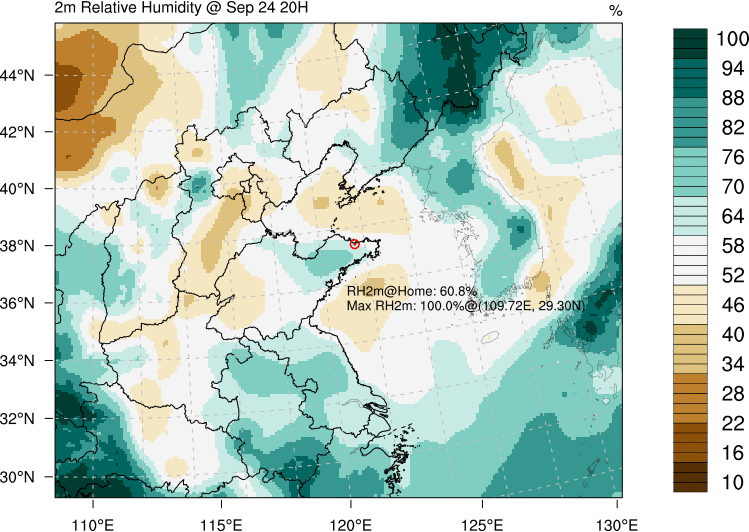 2m Relative Humidity @ Sep 24 20H
%
44°N
42°N
40°N
38°N
36°N
34°N
32°N
30°N
RH2m@Home: 60.8%
Max RH2m: 100.0%@(109.72E, 29.30N)
110°E
115°E
120°E
125°E
130°E
100
94
88
82
76
70
64
58
52
46
40
34
28
22
16
10